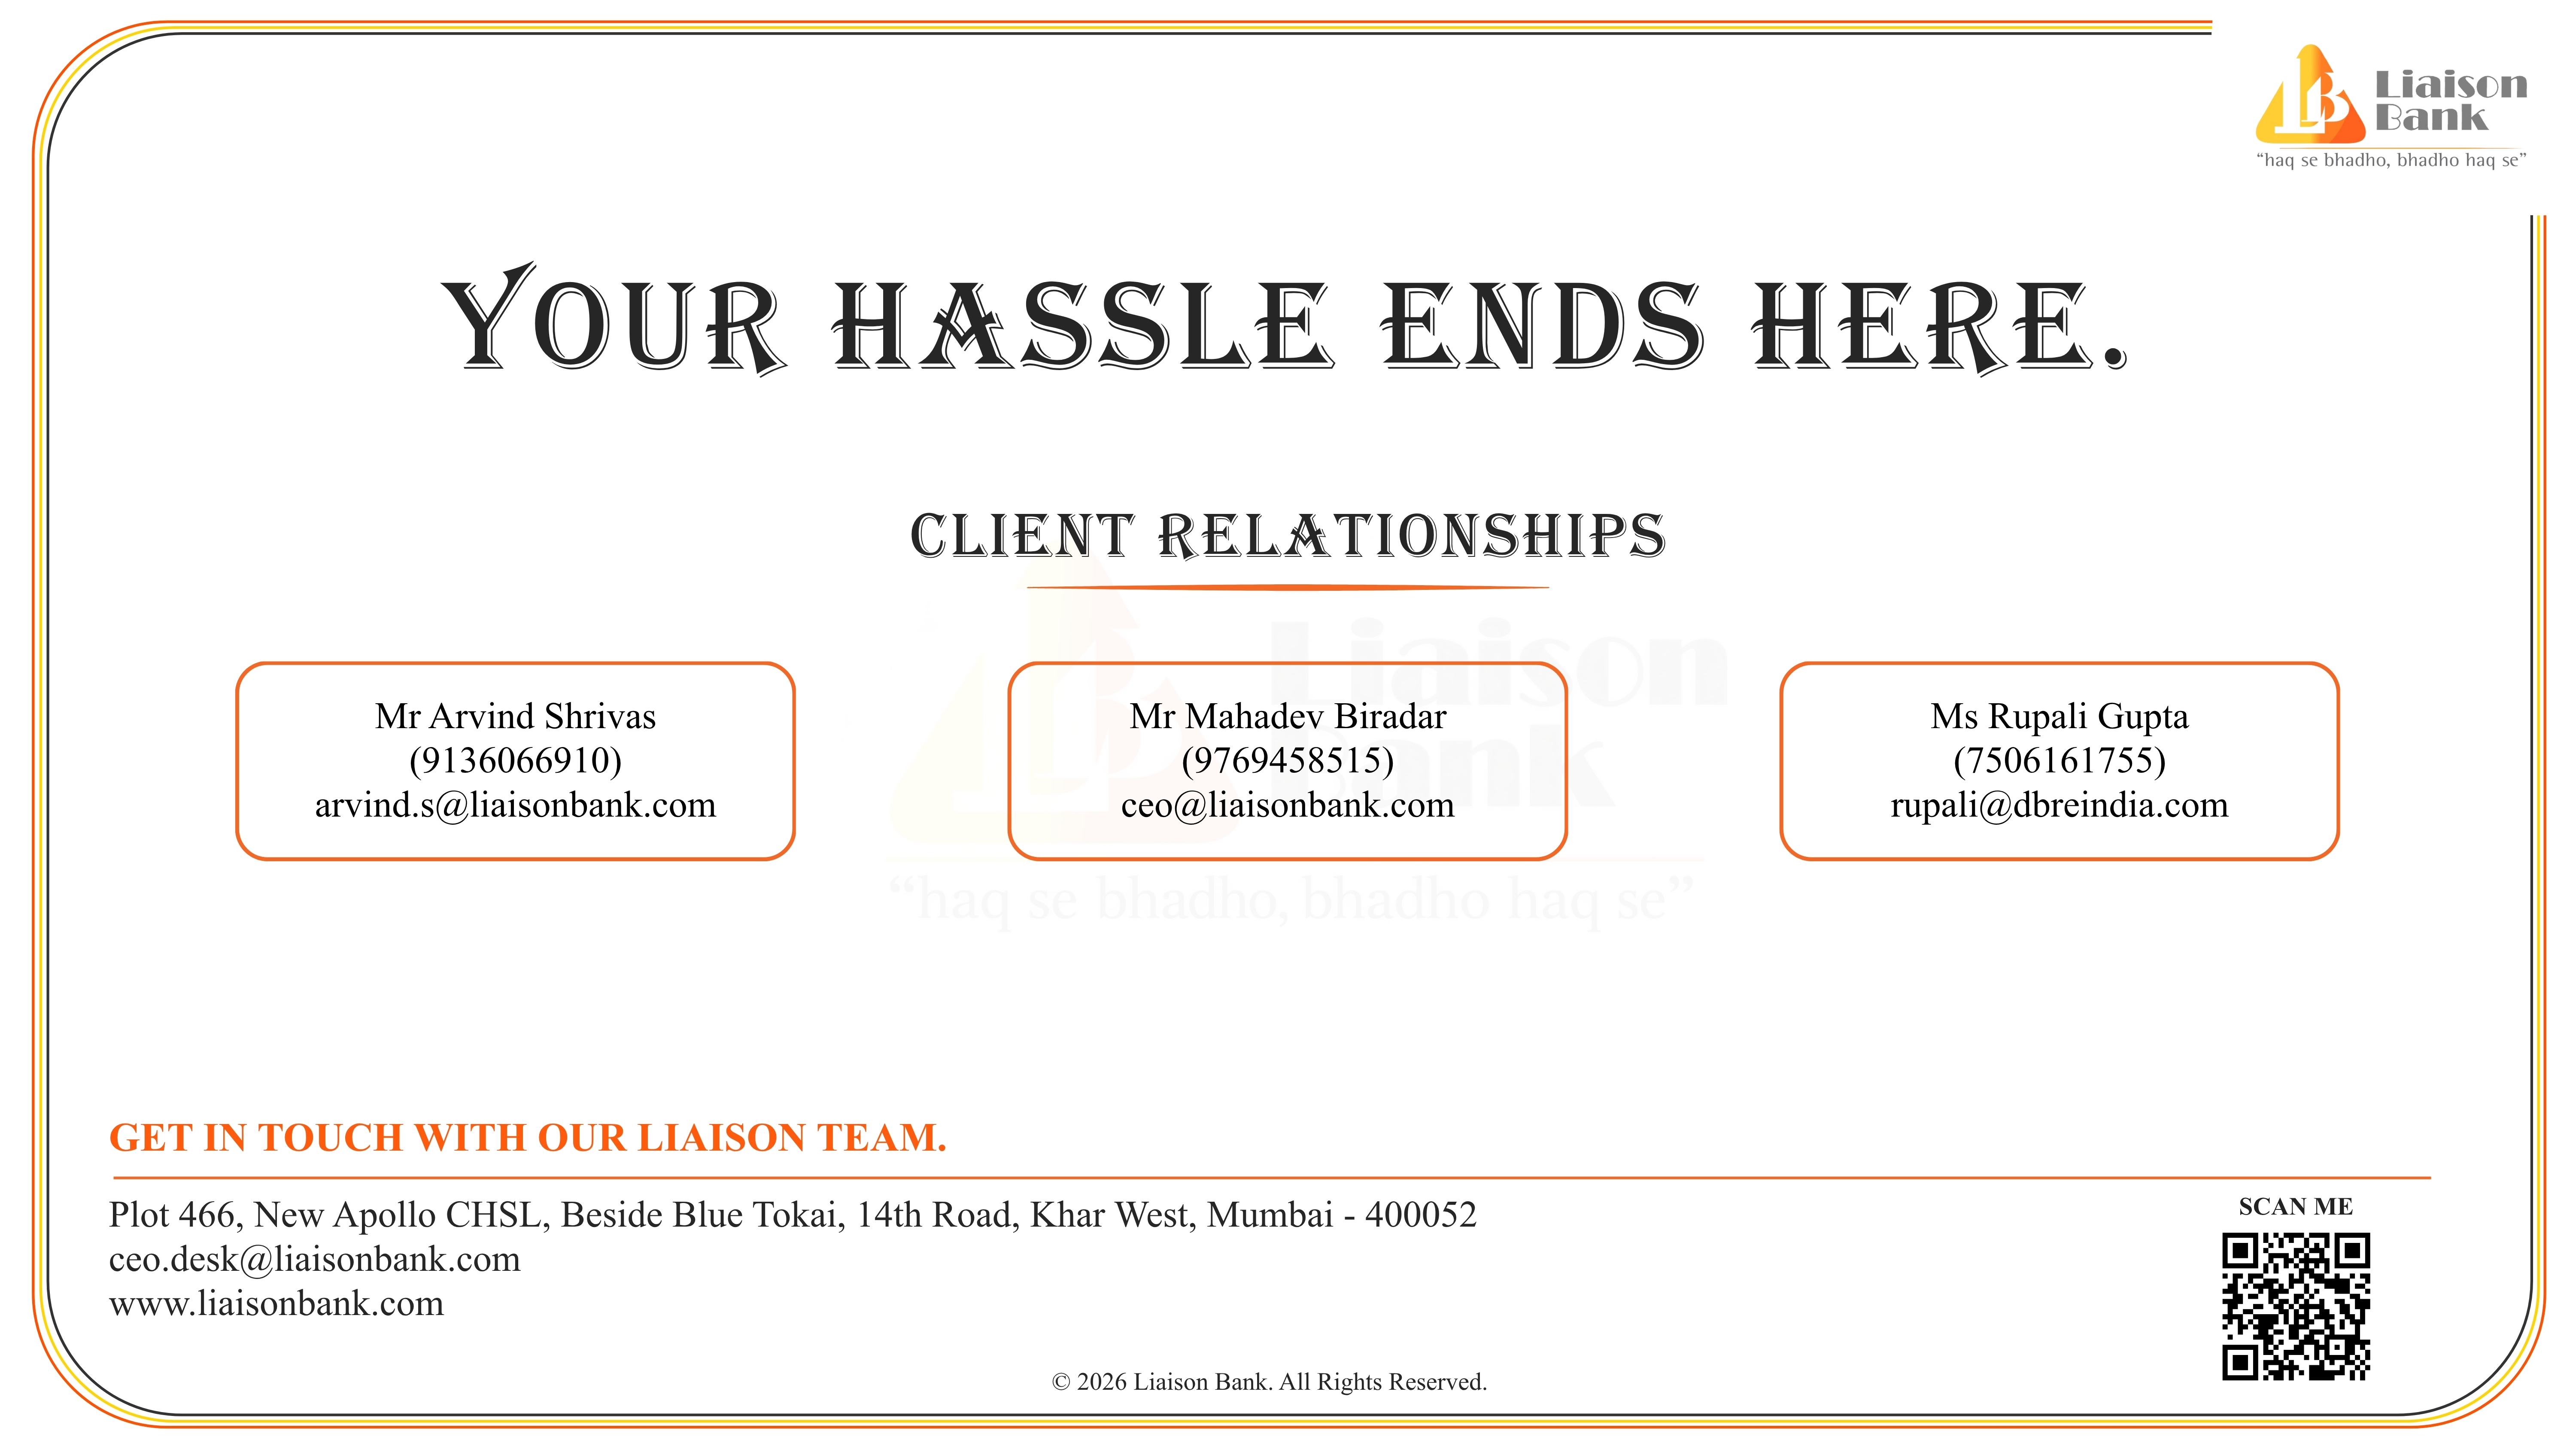 Liaison
Bank
“haq se bhadho, bhadho haq se”
YOUR HASSLE ENDS HERE.
CLIENT RELATIONSHIPS
Mr Arvind Shrivas
(9136066910)
arvind.s@liaisonbank.com
Mr Mahadev Biradar
(9769458515)
ceo@liaisonbank.com
Ms Rupali Gupta
(7506161755)
rupali@dbreindia.com
Liaison
Bank
“haq se bhadho, bhadho haq se”
GET IN TOUCH WITH OUR LIAISON TEAM.
Plot 466, New Apollo CHSL, Beside Blue Tokai, 14th Road, Khar West, Mumbai - 400052
ceo.desk@liaisonbank.com
www.liaisonbank.com
SCAN ME
© 2026 Liaison Bank. All Rights Reserved.